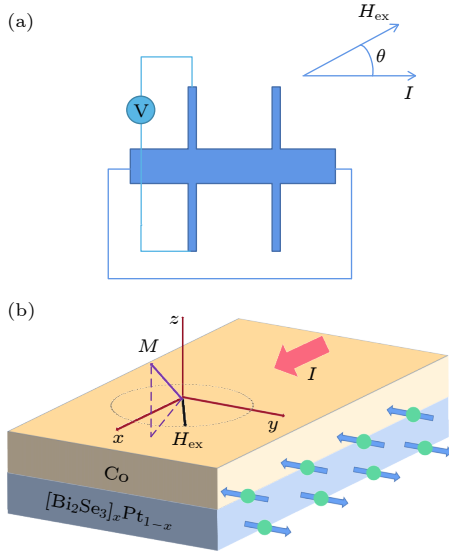 (a)
H_ex
θ
I
V
(b)
z
M
I
x
H_ex
y
Co
[Bi₂Se₃]ₓPt₁₋ₓ